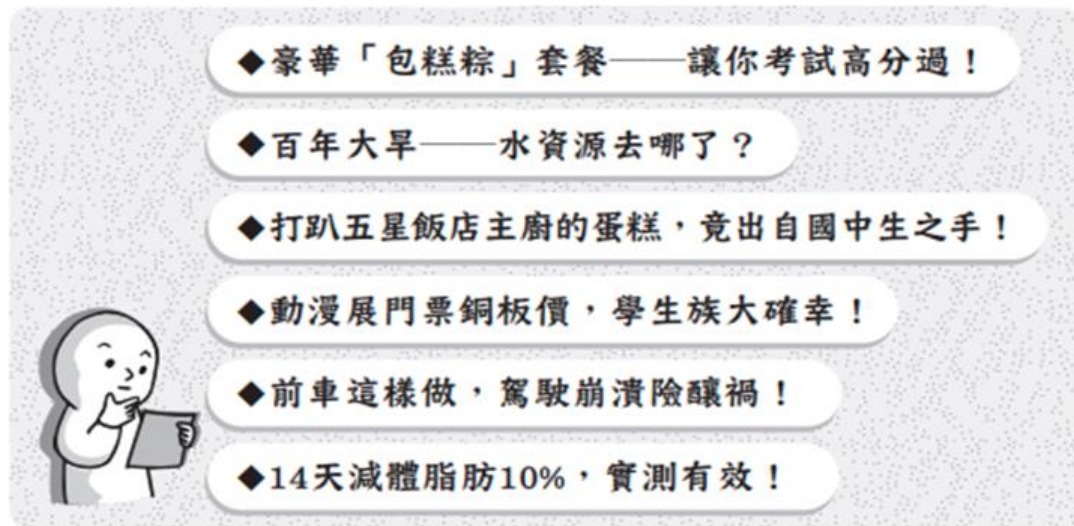 ◆豪華「包糕粽」套餐──讓你考試高分過！
◆百年大旱──水資源去哪了？
◆打趴五星飯店主廚的蛋糕，竟出自國中生之手！
◆動漫展門票銅板價，學生族大確幸！
◆前車這樣做，駕駛崩潰險釀禍！
◆14天減體脂肪10%，實測有效！